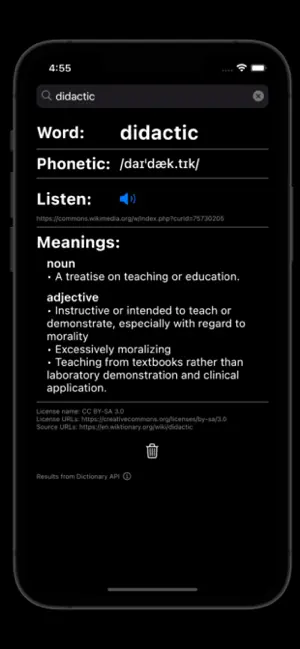 4:55
didactic
Word: didactic
Phonetic: /daɪˈdæk.tɪk/
Listen:
https://commons.wikimedia.org/w/index.php?curid=75730205
Meanings:
noun
• A treatise on teaching or education.
adjective
• Instructive or intended to teach or
demonstrate, especially with regard to
morality
• Excessively moralizing
• Teaching from textbooks rather than
laboratory demonstration and clinical
application.
License name: CC BY-SA 3.0
License URLs: https://creativecommons.org/licenses/by-sa/3.0
Source URLs: https://en.wiktionary.org/wiki/didactic
Results from Dictionary API